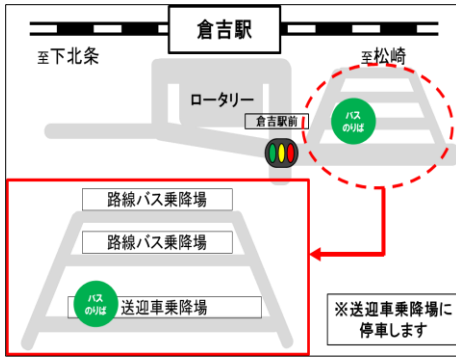 倉吉駅
至下北条
至松崎
ロータリー
倉吉駅前
バス
のりば
路線バス乗降場
路線バス乗降場
バス
のりば
送迎車乗降場
※送迎車乗降場に
停車します